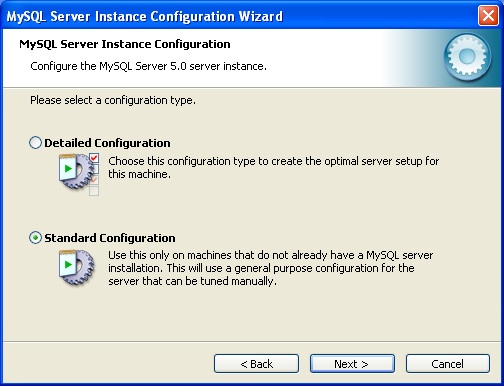 MySQL Server Instance Configuration Wizard
MySQL Server Instance Configuration
Configure the MySQL Server 5.0 server instance.
Please select a configuration type.
Detailed Configuration
Choose this configuration type to create the optimal server setup for
this machine.
Standard Configuration
Use this only on machines that do not already have a MySQL server
installation. This will use a general purpose configuration for the
server that can be tuned manually.
< Back
Next >
Cancel